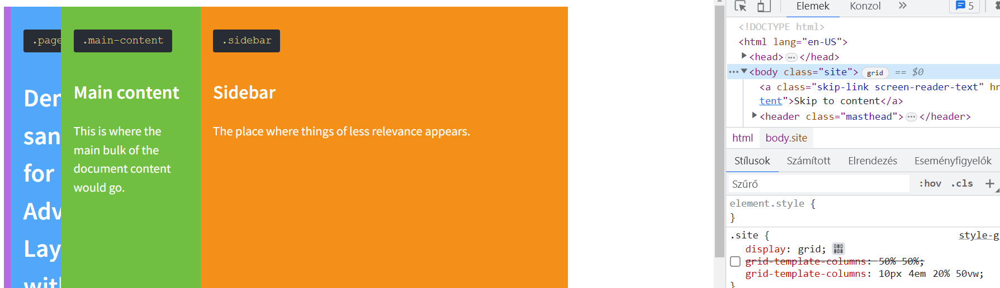 .page
Den
san
for
Adv
Lay
with
.main-content
Main content
This is where the
main bulk of the
document content
would go.
.sidebar
Sidebar
The place where things of less relevance appears.
Elemek Konzol 5
<!DOCTYPE html>
<html lang="en-US">
<head>•••</head>
•••<body class="site"> grid == $0
<a class="skip-link screen-reader-text" hr
tent">Skip to content</a>
<header class="masthead">•••</header>
html body.site
Stílusok Számított Elrendezés Eseményfigyelők
Szűrő :hov .cls +
element.style {
}
.site { style-g
display: grid;
grid-template-columns: 50% 50%;
grid-template-columns: 10px 4em 20% 50vw;
}